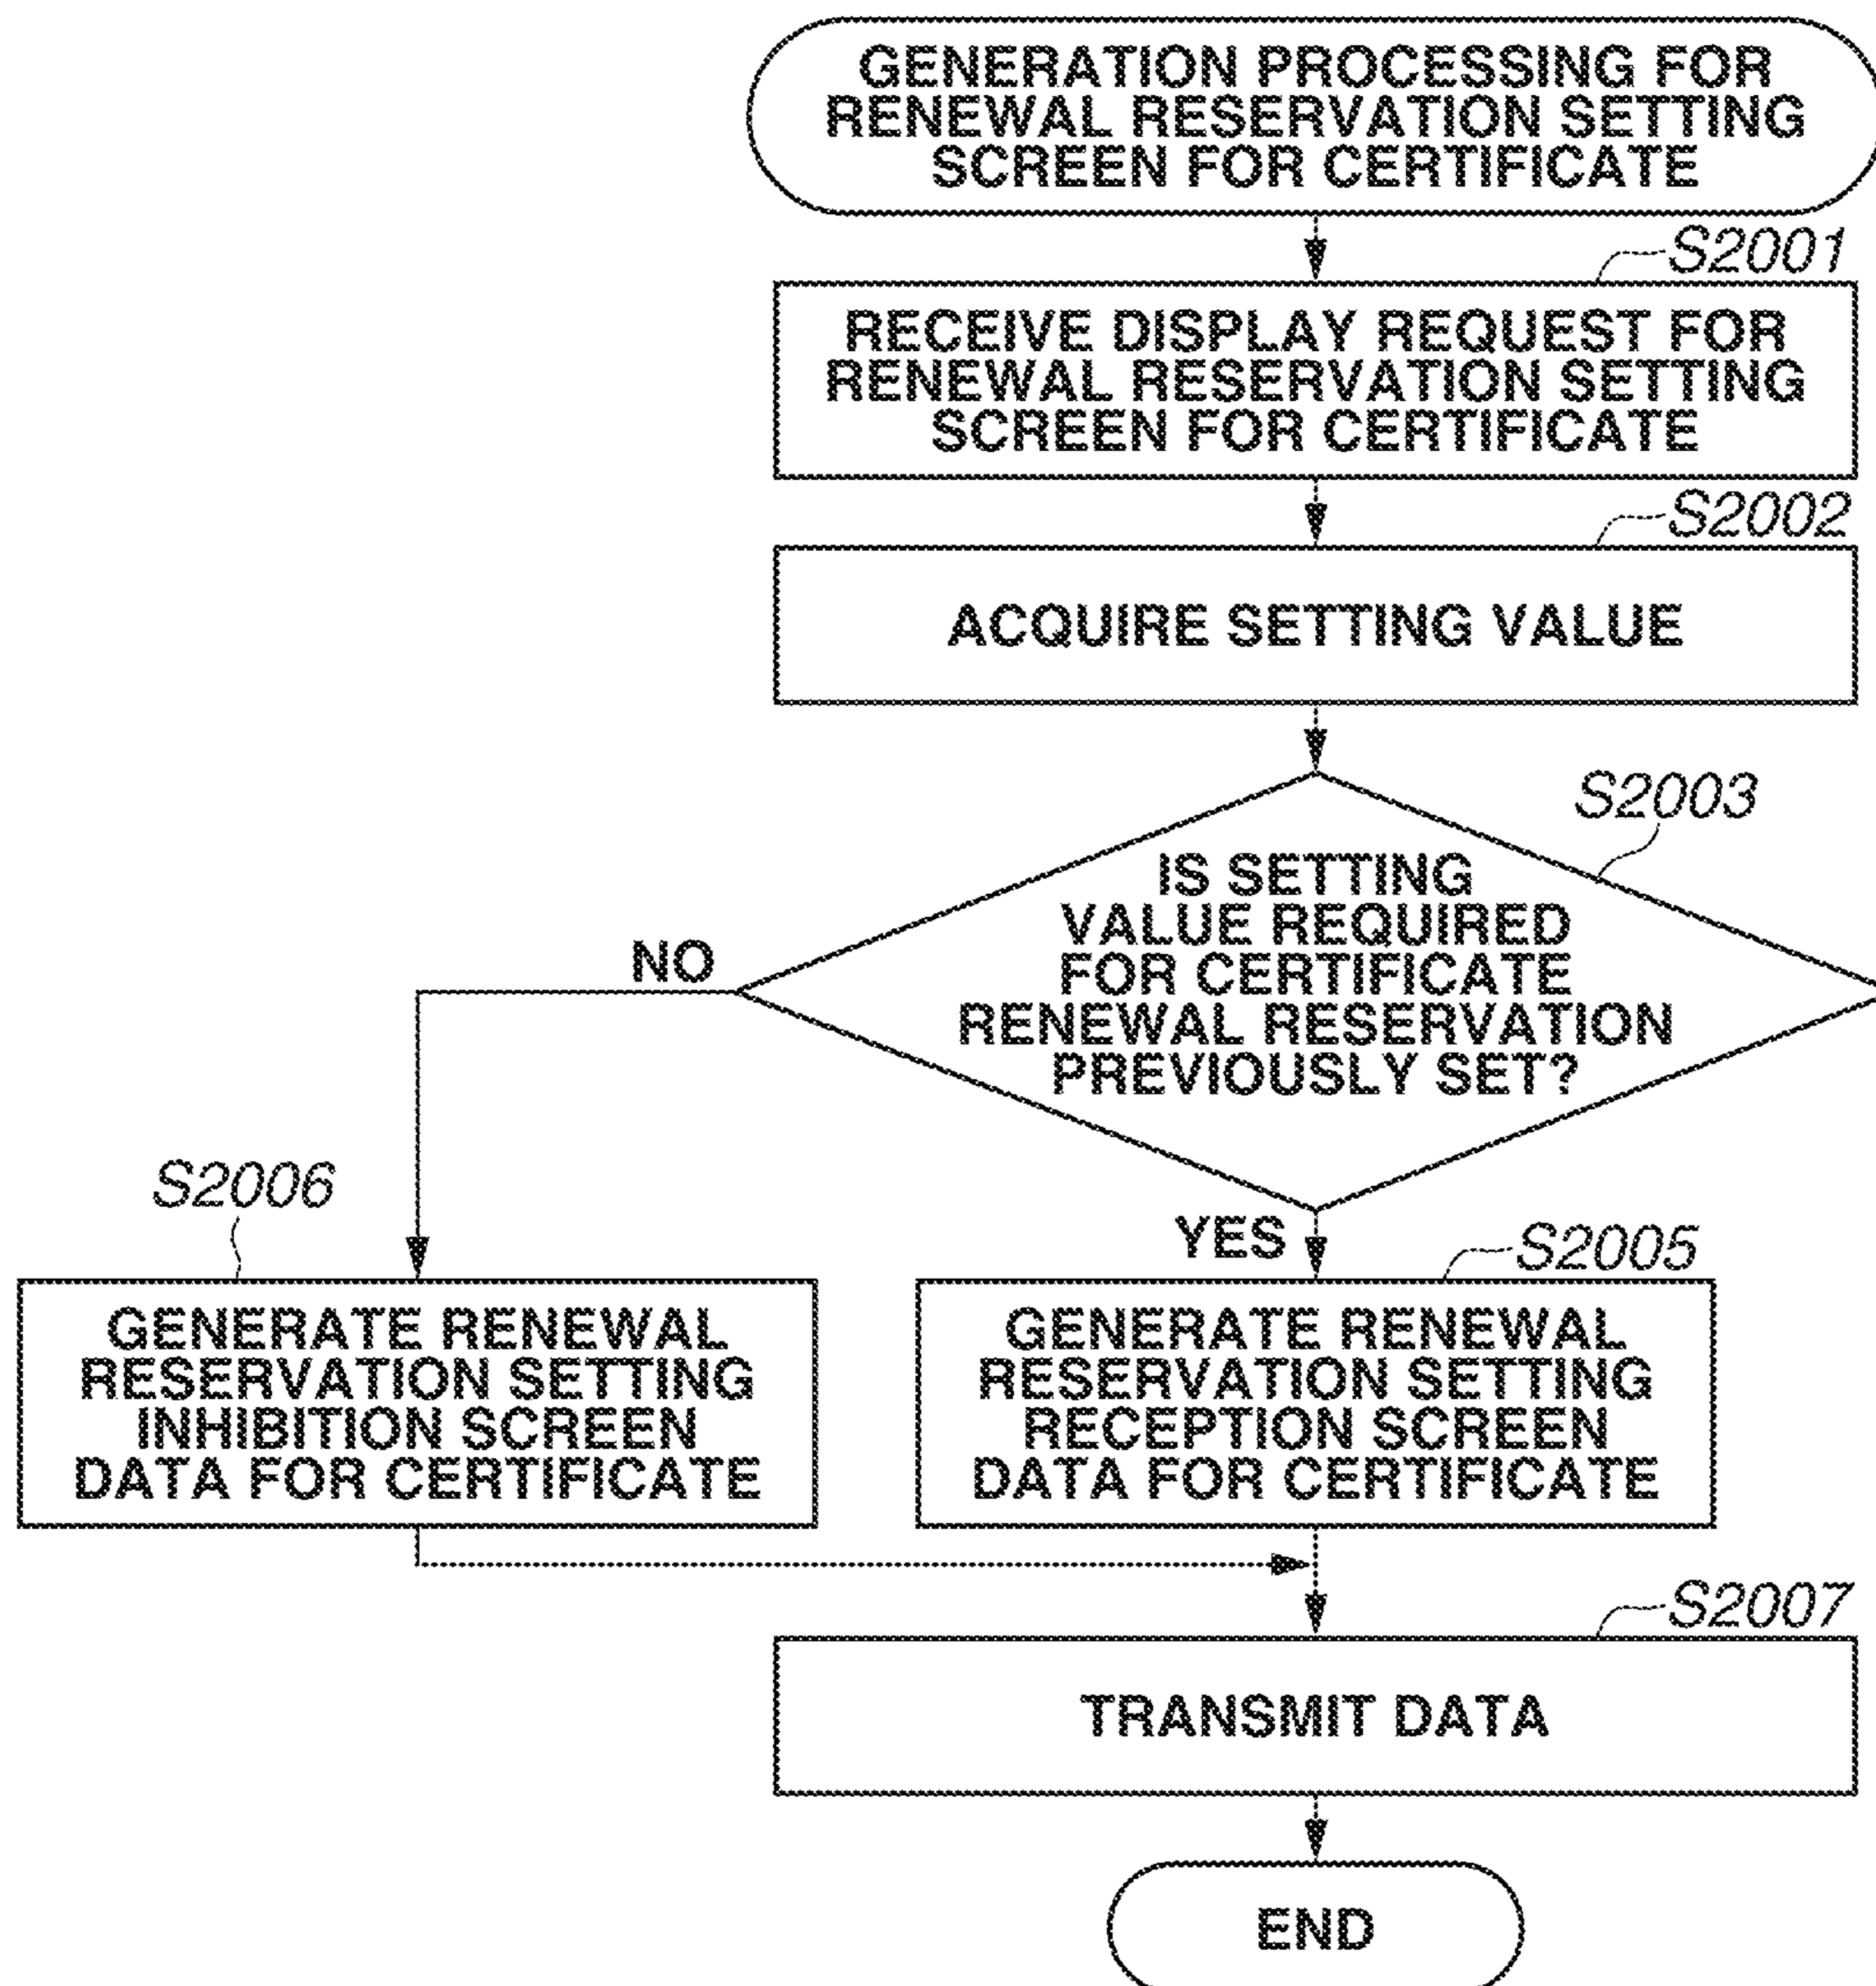 GENERATION PROCESSING FOR
RENEWAL RESERVATION SETTING
SCREEN FOR CERTIFICATE
S2001
RECEIVE DISPLAY REQUEST FOR
RENEWAL RESERVATION SETTING
SCREEN FOR CERTIFICATE
S2002
ACQUIRE SETTING VALUE
S2003
IS SETTING
VALUE REQUIRED
FOR CERTIFICATE
RENEWAL RESERVATION
PREVIOUSLY SET?
NO
YES
S2006
GENERATE RENEWAL
RESERVATION SETTING
INHIBITION SCREEN
DATA FOR CERTIFICATE
S2005
GENERATE RENEWAL
RESERVATION SETTING
RECEPTION SCREEN
DATA FOR CERTIFICATE
S2007
TRANSMIT DATA
END